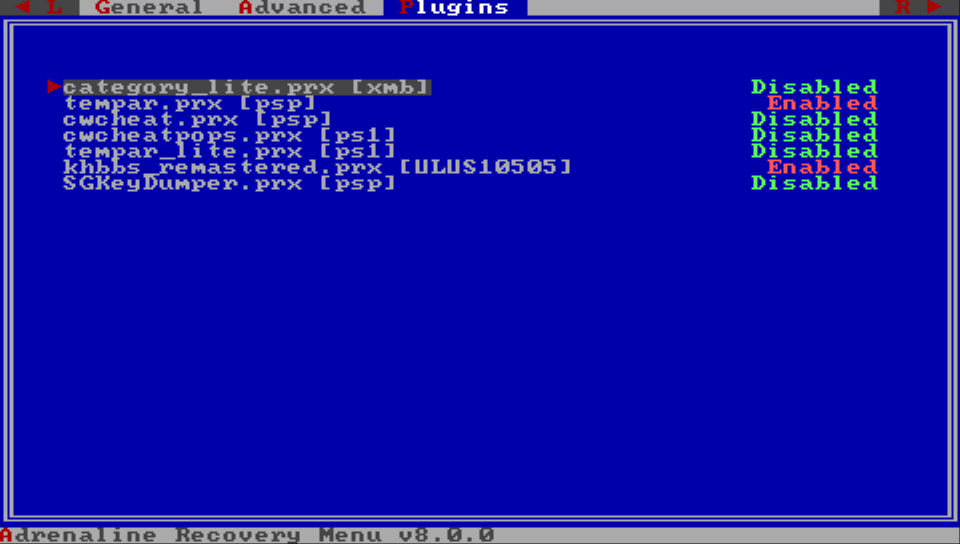 ◄ L General Advanced Plugins R ►
►category_lite.prx [xmb] Disabled
tempar.prx [psp] Enabled
cwcheat.prx [psp] Disabled
cwcheatpops.prx [ps1] Disabled
tempar_lite.prx [ps1] Disabled
khbbs_remastered.prx [ULUS10505] Enabled
SGKeyDumper.prx [psp] Disabled
Adrenaline Recovery Menu v8.0.0